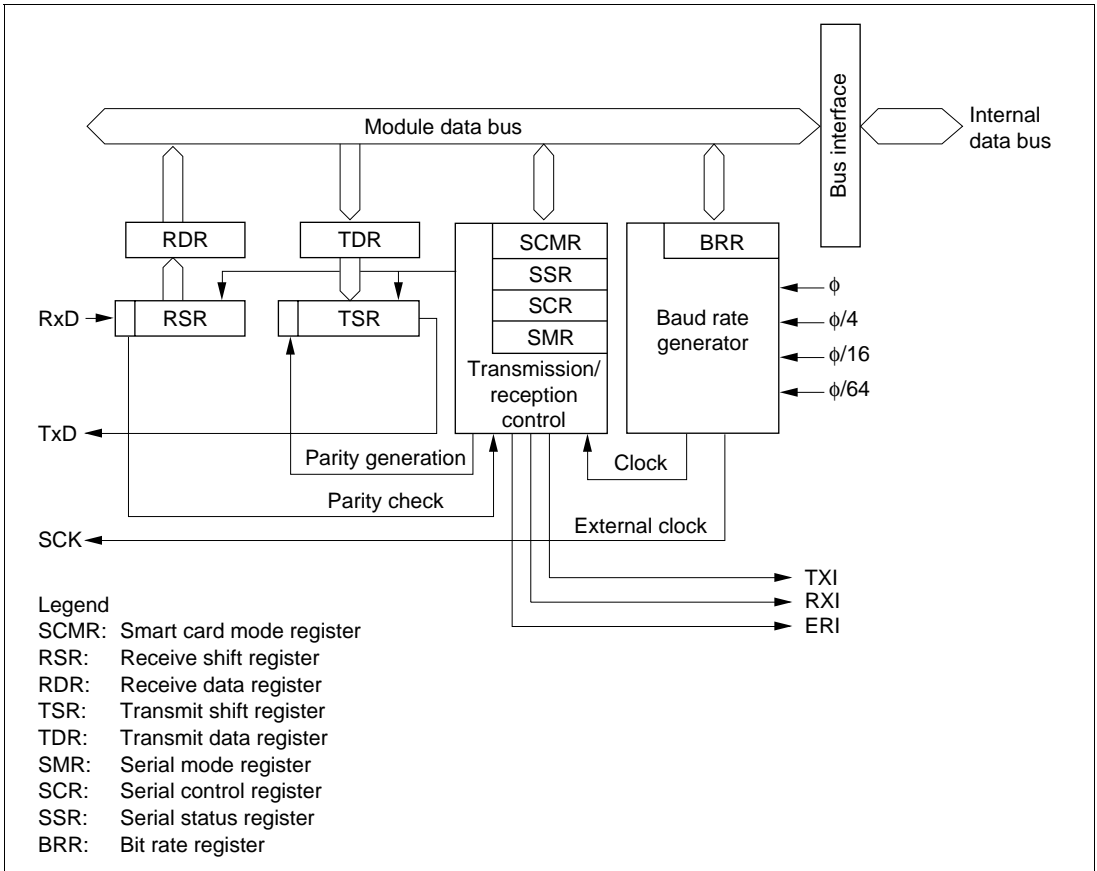 Bus interface
Internal
data bus
Module data bus
RDR
TDR
SCMR
BRR
SSR
SCR
SMR
RxD
RSR
TSR
Baud rate
generator
ϕ
ϕ/4
ϕ/16
ϕ/64
Transmission/
reception
control
TxD
Parity generation
Clock
Parity check
External clock
SCK
TXI
RXI
ERI
Legend
SCMR: Smart card mode register
RSR: Receive shift register
RDR: Receive data register
TSR: Transmit shift register
TDR: Transmit data register
SMR: Serial mode register
SCR: Serial control register
SSR: Serial status register
BRR: Bit rate register